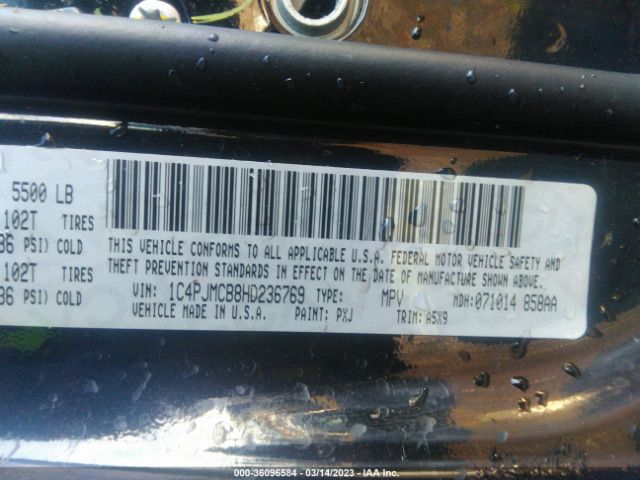 5500 LB
102T TIRES
36 PSI) COLD
102T TIRES
36 PSI) COLD
THIS VEHICLE CONFORMS TO ALL APPLICABLE U.S.A. FEDERAL MOTOR VEHICLE SAFETY AND
THEFT PREVENTION STANDARDS IN EFFECT ON THE DATE OF MANUFACTURE SHOWN ABOVE.
VIN: 1C4PJMCB8HD236769 TYPE: MPV MDH:071014 858AA
VEHICLE MADE IN U.S.A. PAINT: PXJ TRIM: A5X9
000-36096584 - 03/14/2023 - IAA Inc.